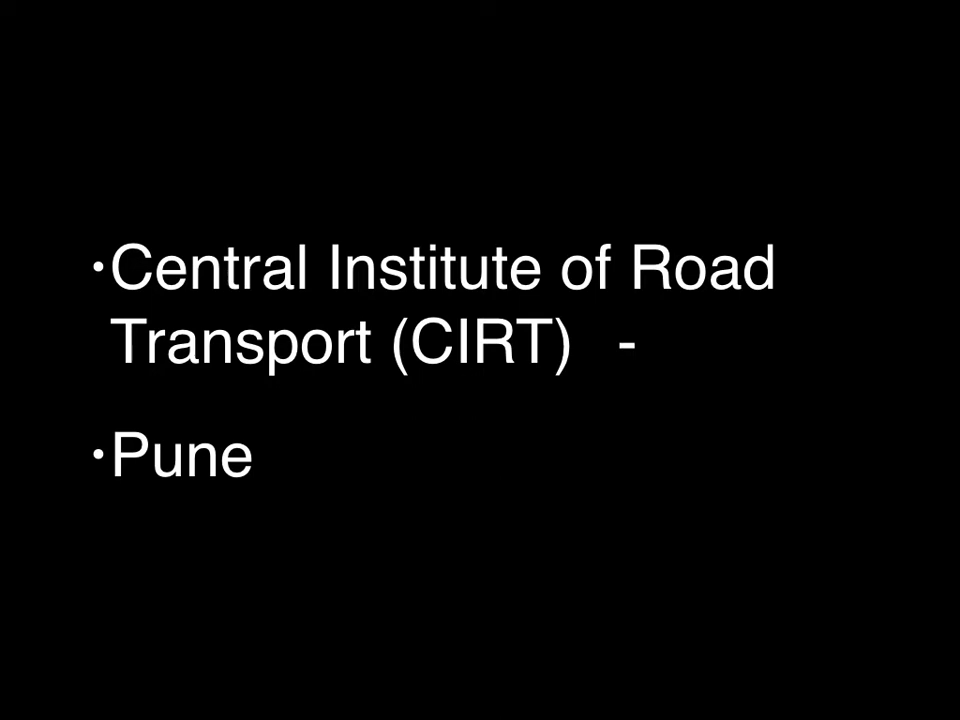 •Central Institute of Road
Transport (CIRT) -
•Pune